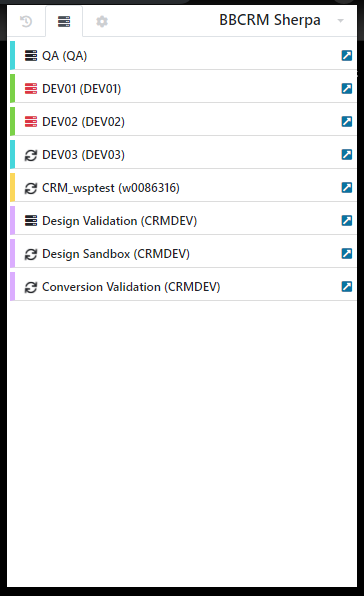 BBCRM Sherpa
QA (QA)
DEV01 (DEV01)
DEV02 (DEV02)
DEV03 (DEV03)
CRM_wsptest (w0086316)
Design Validation (CRMDEV)
Design Sandbox (CRMDEV)
Conversion Validation (CRMDEV)